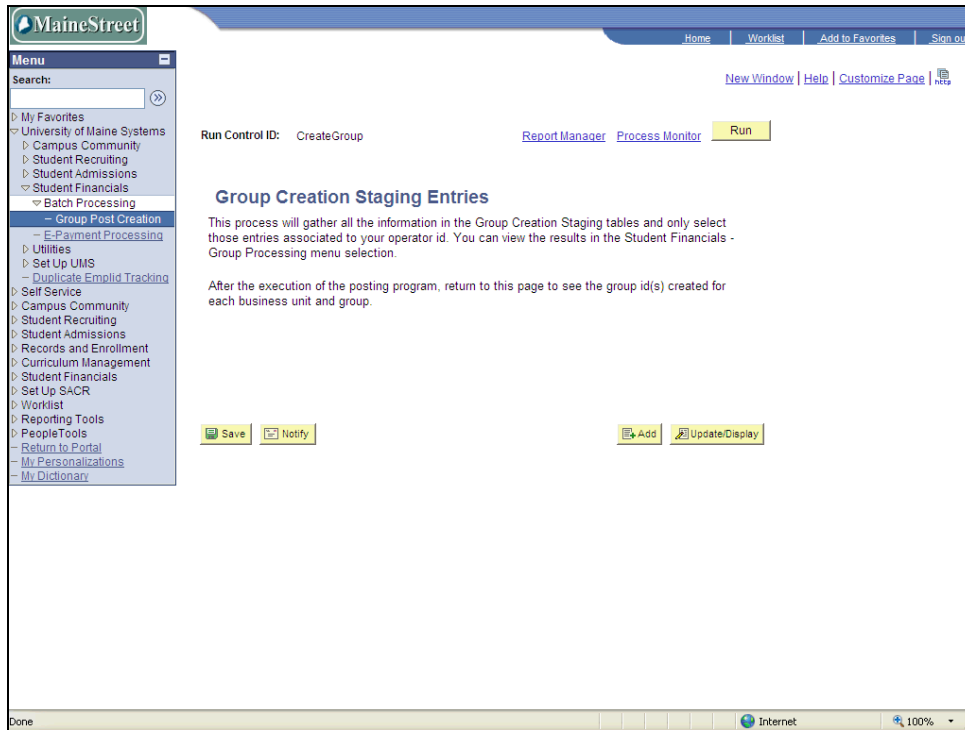 MaineStreet
Home
Worklist
Add to Favorites
Sign ou
Menu
Search:
New Window | Help | Customize Page | http
My Favorites
University of Maine Systems
Campus Community
Student Recruiting
Student Admissions
Student Financials
Batch Processing
– Group Post Creation
– E-Payment Processing
Utilities
Set Up UMS
– Duplicate Emplid Tracking
Self Service
Campus Community
Student Recruiting
Student Admissions
Records and Enrollment
Curriculum Management
Student Financials
Set Up SACR
Worklist
Reporting Tools
PeopleTools
– Return to Portal
– My Personalizations
– My Dictionary
Run Control ID: CreateGroup
Report Manager
Process Monitor
Run
Group Creation Staging Entries
This process will gather all the information in the Group Creation Staging tables and only select
those entries associated to your operator id. You can view the results in the Student Financials -
Group Processing menu selection.
After the execution of the posting program, return to this page to see the group id(s) created for
each business unit and group.
Save
Notify
Add
Update/Display
Done
Internet
100%